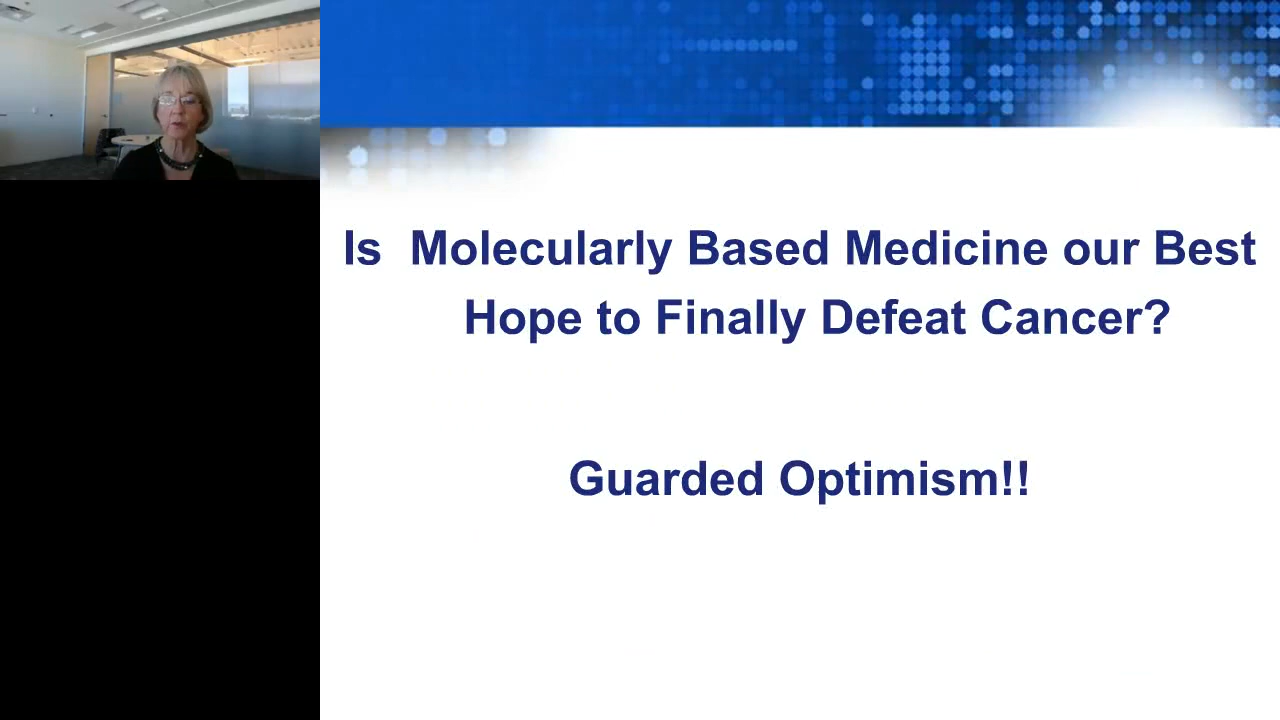 Is  Molecularly Based Medicine our Best
Hope to Finally Defeat Cancer?
Guarded Optimism!!